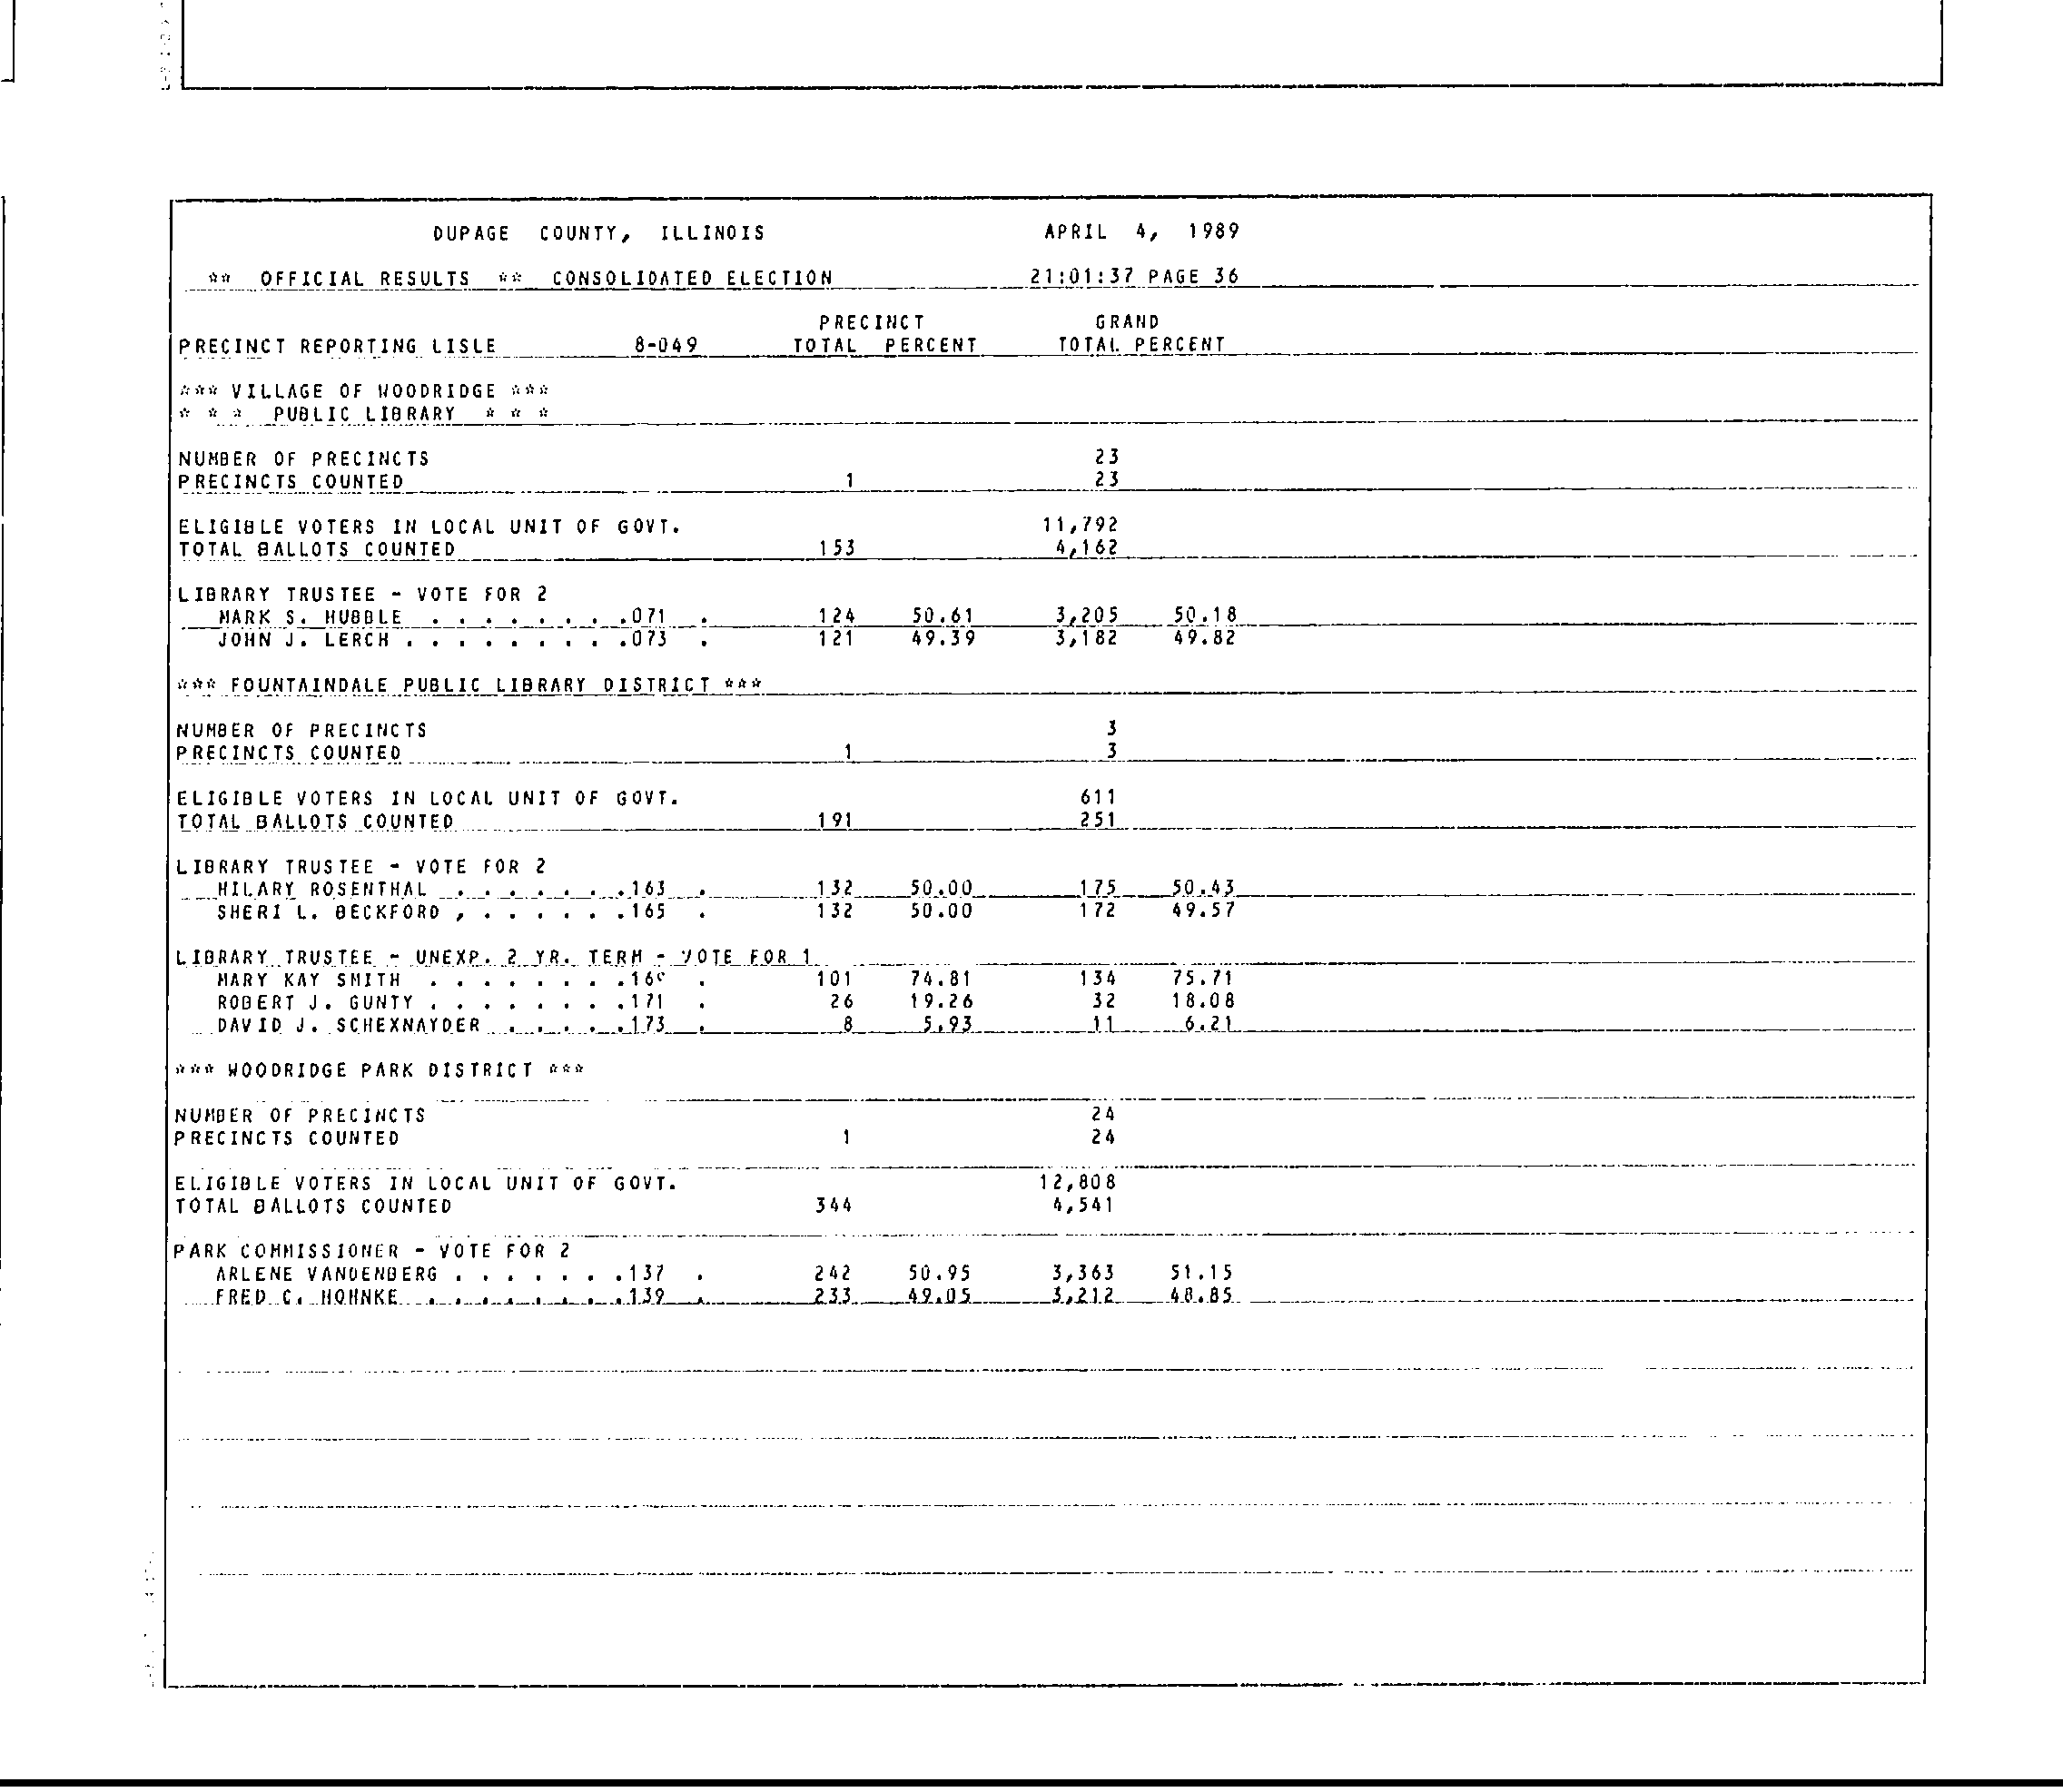 DUPAGE COUNTY, ILLINOIS APRIL 4, 1989
** OFFICIAL RESULTS ** CONSOLIDATED ELECTION 21:01:37 PAGE 36
PRECINCT GRAND
PRECINCT REPORTING LISLE 8-049 TOTAL PERCENT TOTAL PERCENT
*** VILLAGE OF WOODRIDGE ***
* * * PUBLIC LIBRARY * * *
NUMBER OF PRECINCTS 23
PRECINCTS COUNTED 1 23
ELIGIBLE VOTERS IN LOCAL UNIT OF GOVT. 11,792
TOTAL BALLOTS COUNTED 153 4,162
LIBRARY TRUSTEE - VOTE FOR 2
MARK S. HUBBLE . . . . . . . .071 . 124 50.61 3,205 50.18
JOHN J. LERCH . . . . . . . . .073 . 121 49.39 3,182 49.82
*** FOUNTAINDALE PUBLIC LIBRARY DISTRICT ***
NUMBER OF PRECINCTS 3
PRECINCTS COUNTED 1 3
ELIGIBLE VOTERS IN LOCAL UNIT OF GOVT. 611
TOTAL BALLOTS COUNTED 191 251
LIBRARY TRUSTEE - VOTE FOR 2
HILARY ROSENTHAL . . . . . . .163 . 132 50.00 175 50.43
SHERI L. BECKFORD , . . . . . .165 . 132 50.00 172 49.57
LIBRARY TRUSTEE - UNEXP. 2 YR. TERM - VOTE FOR 1
MARY KAY SMITH . . . . . . . . . 101 74.81 134 75.71
ROBERT J. GUNTY . . . . . . . .171 . 26 19.26 32 18.08
DAVID J. SCHEXNAYDER . . . . .173 . 8 5.93 11 6.21
*** WOODRIDGE PARK DISTRICT ***
NUMBER OF PRECINCTS 24
PRECINCTS COUNTED 1 24
ELIGIBLE VOTERS IN LOCAL UNIT OF GOVT. 12,808
TOTAL BALLOTS COUNTED 344 4,541
PARK COMMISSIONER - VOTE FOR 2
ARLENE VANDENBERG . . . . . . .137 . 242 50.95 3,363 51.15
FRED C. HOHNKE . . . . . . . .139 . 233 49.05 3,212 48.85